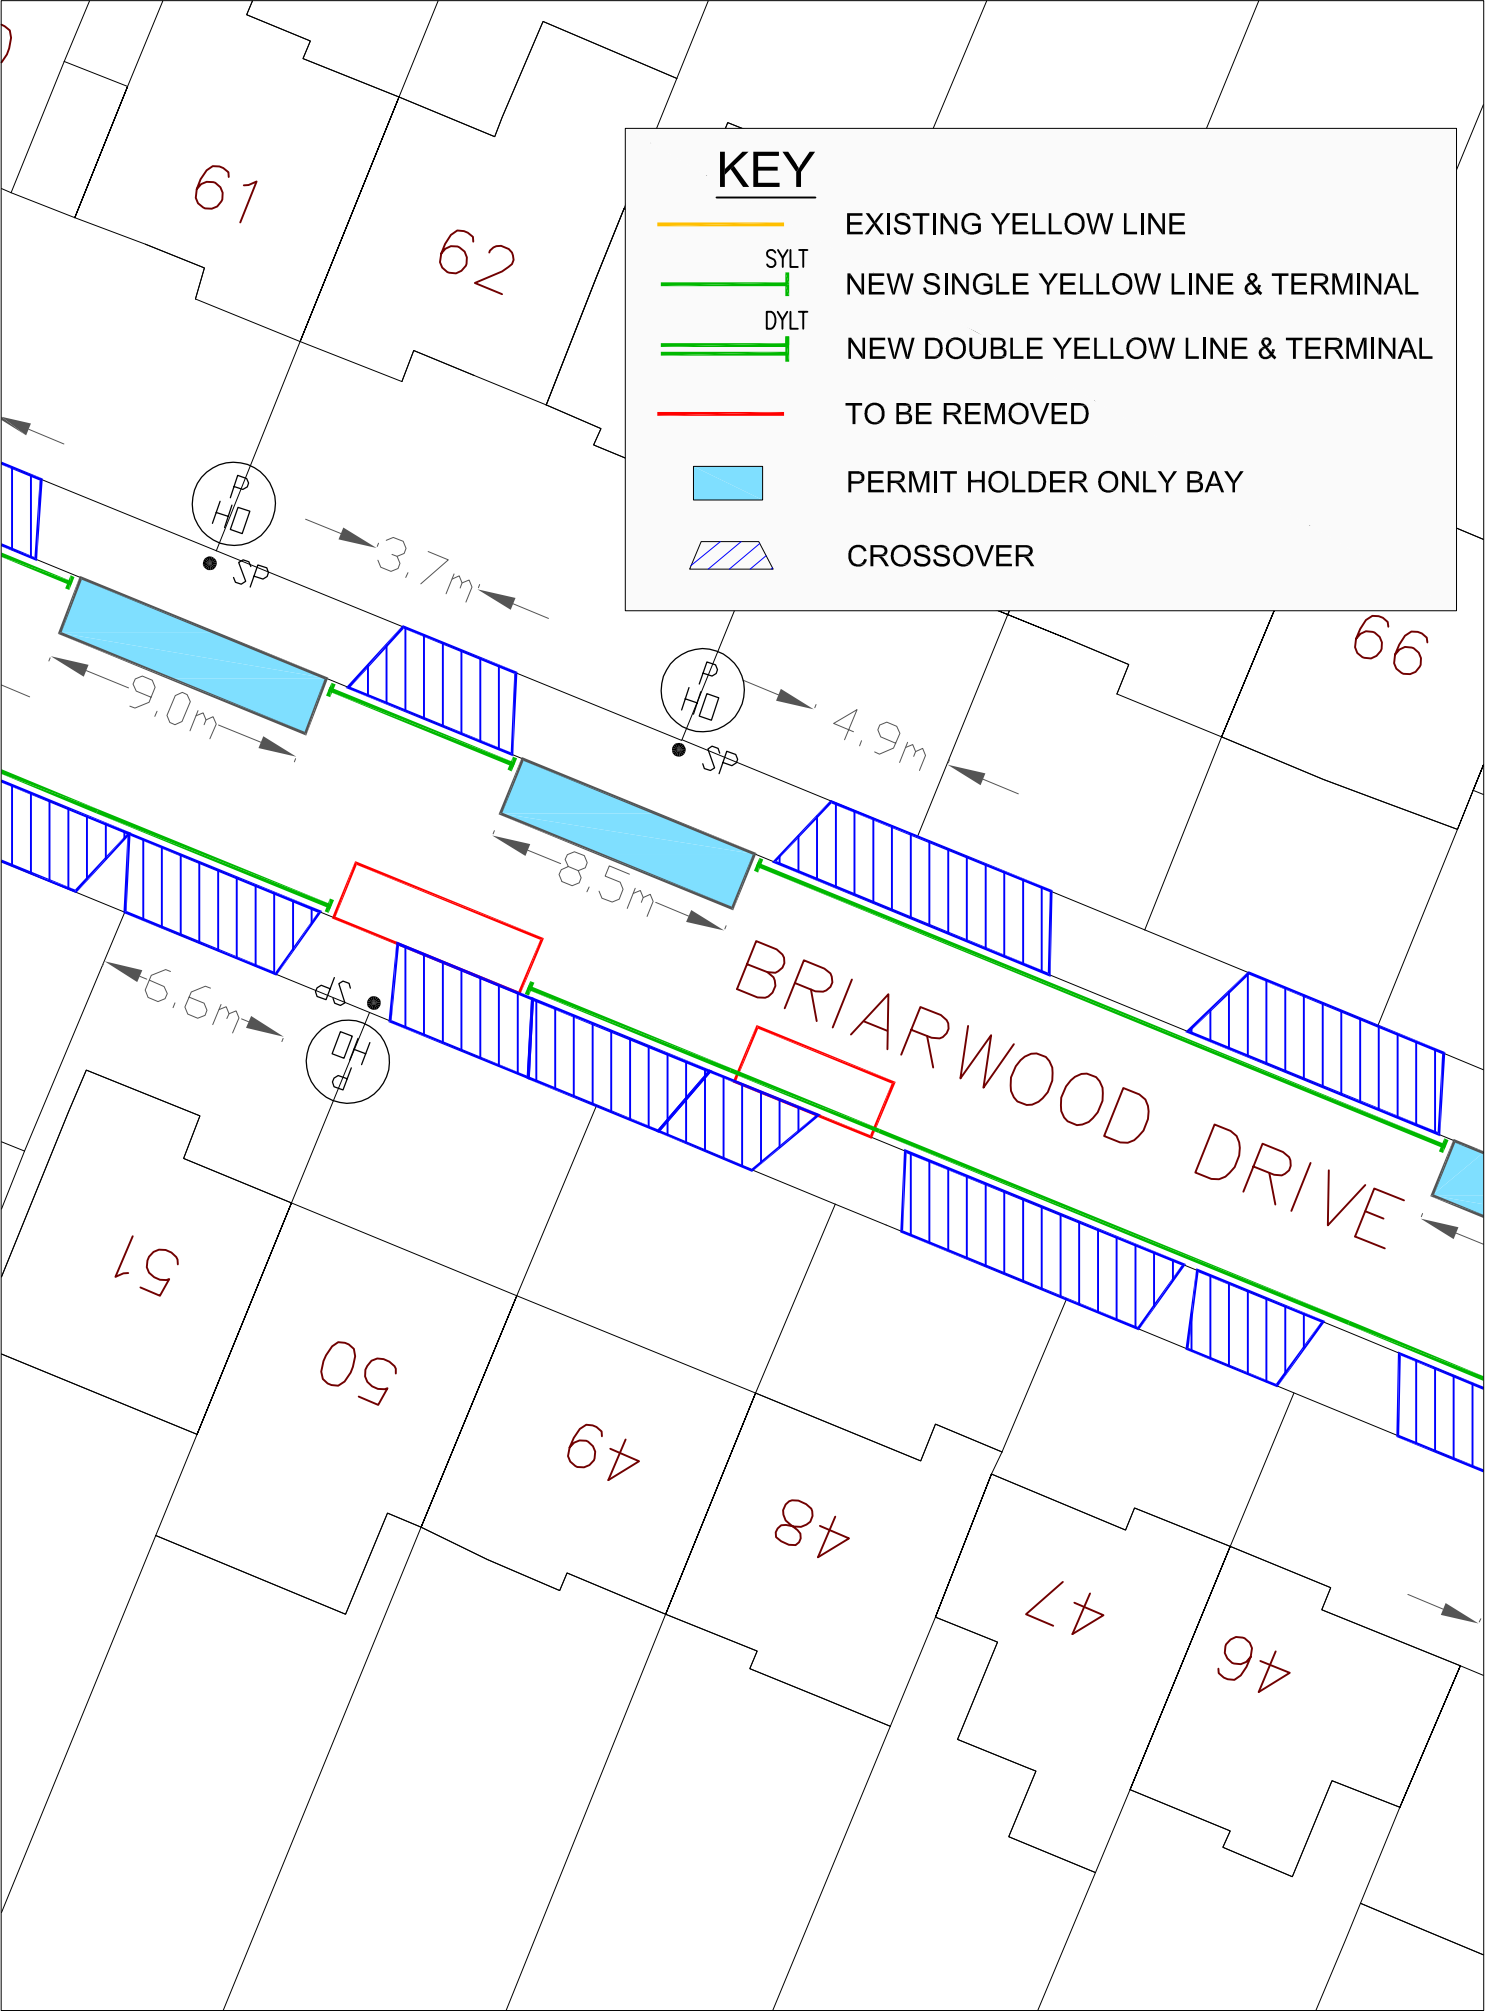 61
62
KEY
EXISTING YELLOW LINE
SYLT
NEW SINGLE YELLOW LINE & TERMINAL
DYLT
NEW DOUBLE YELLOW LINE & TERMINAL
TO BE REMOVED
PERMIT HOLDER ONLY BAY
CROSSOVER
P
HO
SP
3.7m
66
9.0m
P
HO
SP
4.9m
8.5m
6.6m
SP
HO
P
BRIARWOOD DRIVE
51
50
49
48
47
46